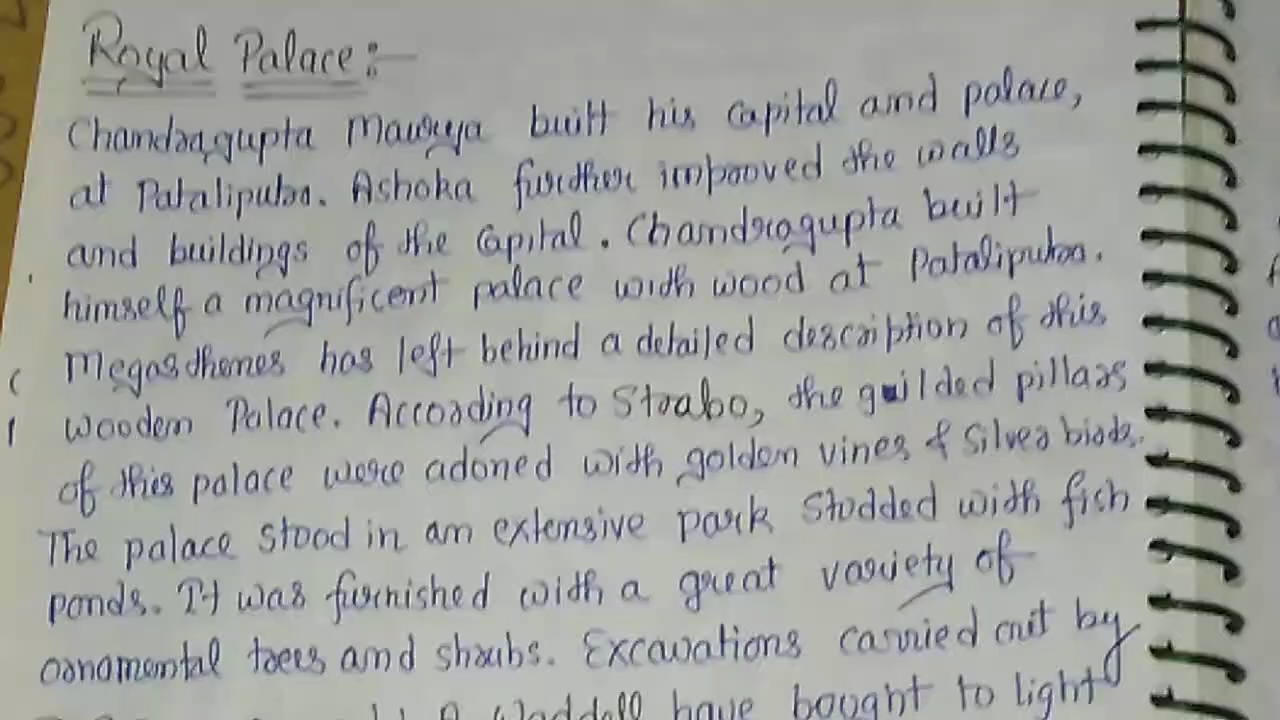 Royal Palace:-
Chandragupta Maurya built his capital and palace,
at Pataliputra. Ashoka further improved the walls
and buildings of the capital. Chandragupta built
himself a magnificent palace with wood at Pataliputra.
Megasthenes has left behind a detailed description of this
wooden Palace. According to Strabo, the guilded pillars
of this palace were adoned with golden vines & silver birds.
The palace stood in an extensive park studded with fish
ponds. It was furnished with a great variety of
ornamental trees and shrubs. Excavations carried out by
A Waddell have bought to light